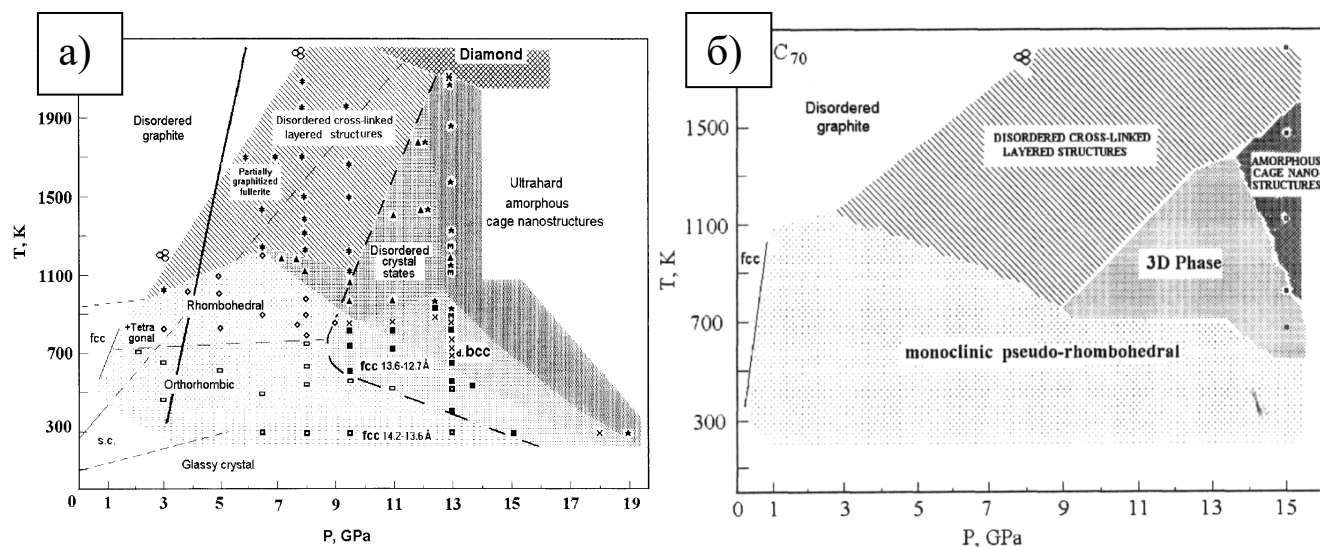 а)
Diamond
Disordered
graphite
Disordered cross-linked
layered structures
Partially
graphitized
fullerite
Ultrahard
amorphous
cage nanostructures
Disordered
crystal
states
Rhombohedral
+Tetra
gonal
fcc
d. bcc
fcc 13.6-12.7 Å
Orthorhombic
s.c.
fcc 14.2-13.6 Å
Glassy crystal
T, K
1900
1500
1100
700
300
0
0 1 3 5 7 9 11 13 15 17 19
P, GPa
б)
C70
Disordered
graphite
DISORDERED CROSS-LINKED
LAYERED STRUCTURES
AMORPHOUS
CAGE NANO-
STRUCTURES
fcc
3D Phase
monoclinic pseudo-rhombohedral
T, K
1500
1100
700
300
0
0 1 3 5 7 9 11 13 15
P, GPa